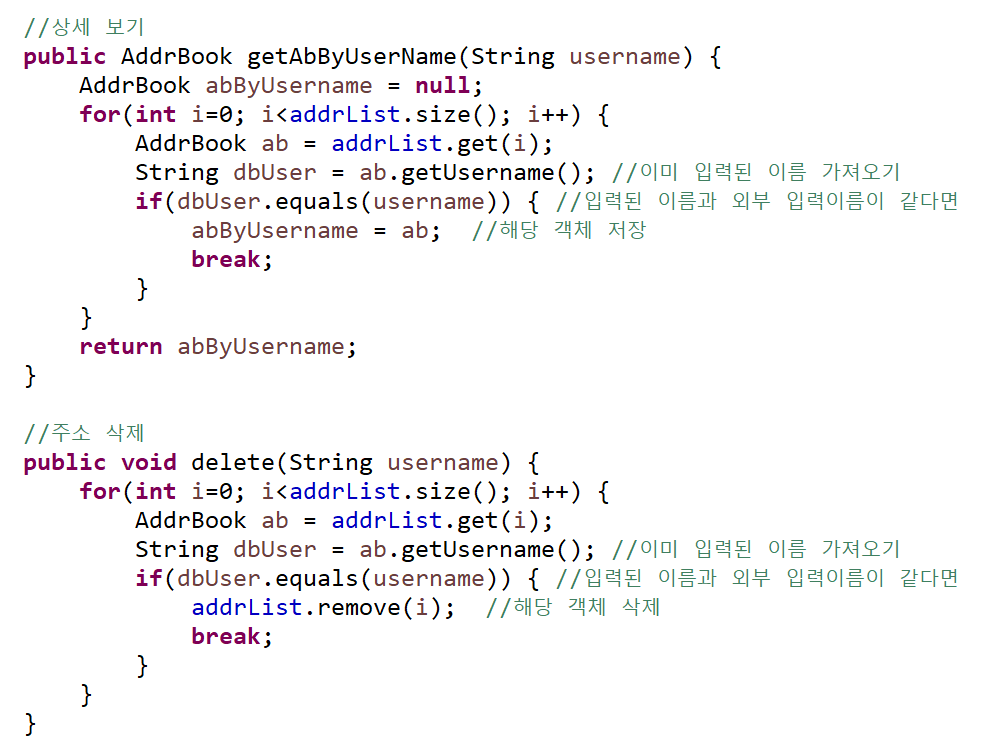 //상세 보기
public AddrBook getAbByUserName(String username) {
    AddrBook abByUsername = null;
    for(int i=0; i<addrList.size(); i++) {
        AddrBook ab = addrList.get(i);
        String dbUser = ab.getUsername(); //이미 입력된 이름 가져오기
        if(dbUser.equals(username)) { //입력된 이름과 외부 입력이름이 같다면
            abByUsername = ab;  //해당 객체 저장
            break;
        }
    }
    return abByUsername;
}

//주소 삭제
public void delete(String username) {
    for(int i=0; i<addrList.size(); i++) {
        AddrBook ab = addrList.get(i);
        String dbUser = ab.getUsername(); //이미 입력된 이름 가져오기
        if(dbUser.equals(username)) { //입력된 이름과 외부 입력이름이 같다면
            addrList.remove(i);  //해당 객체 삭제
            break;
        }
    }
}